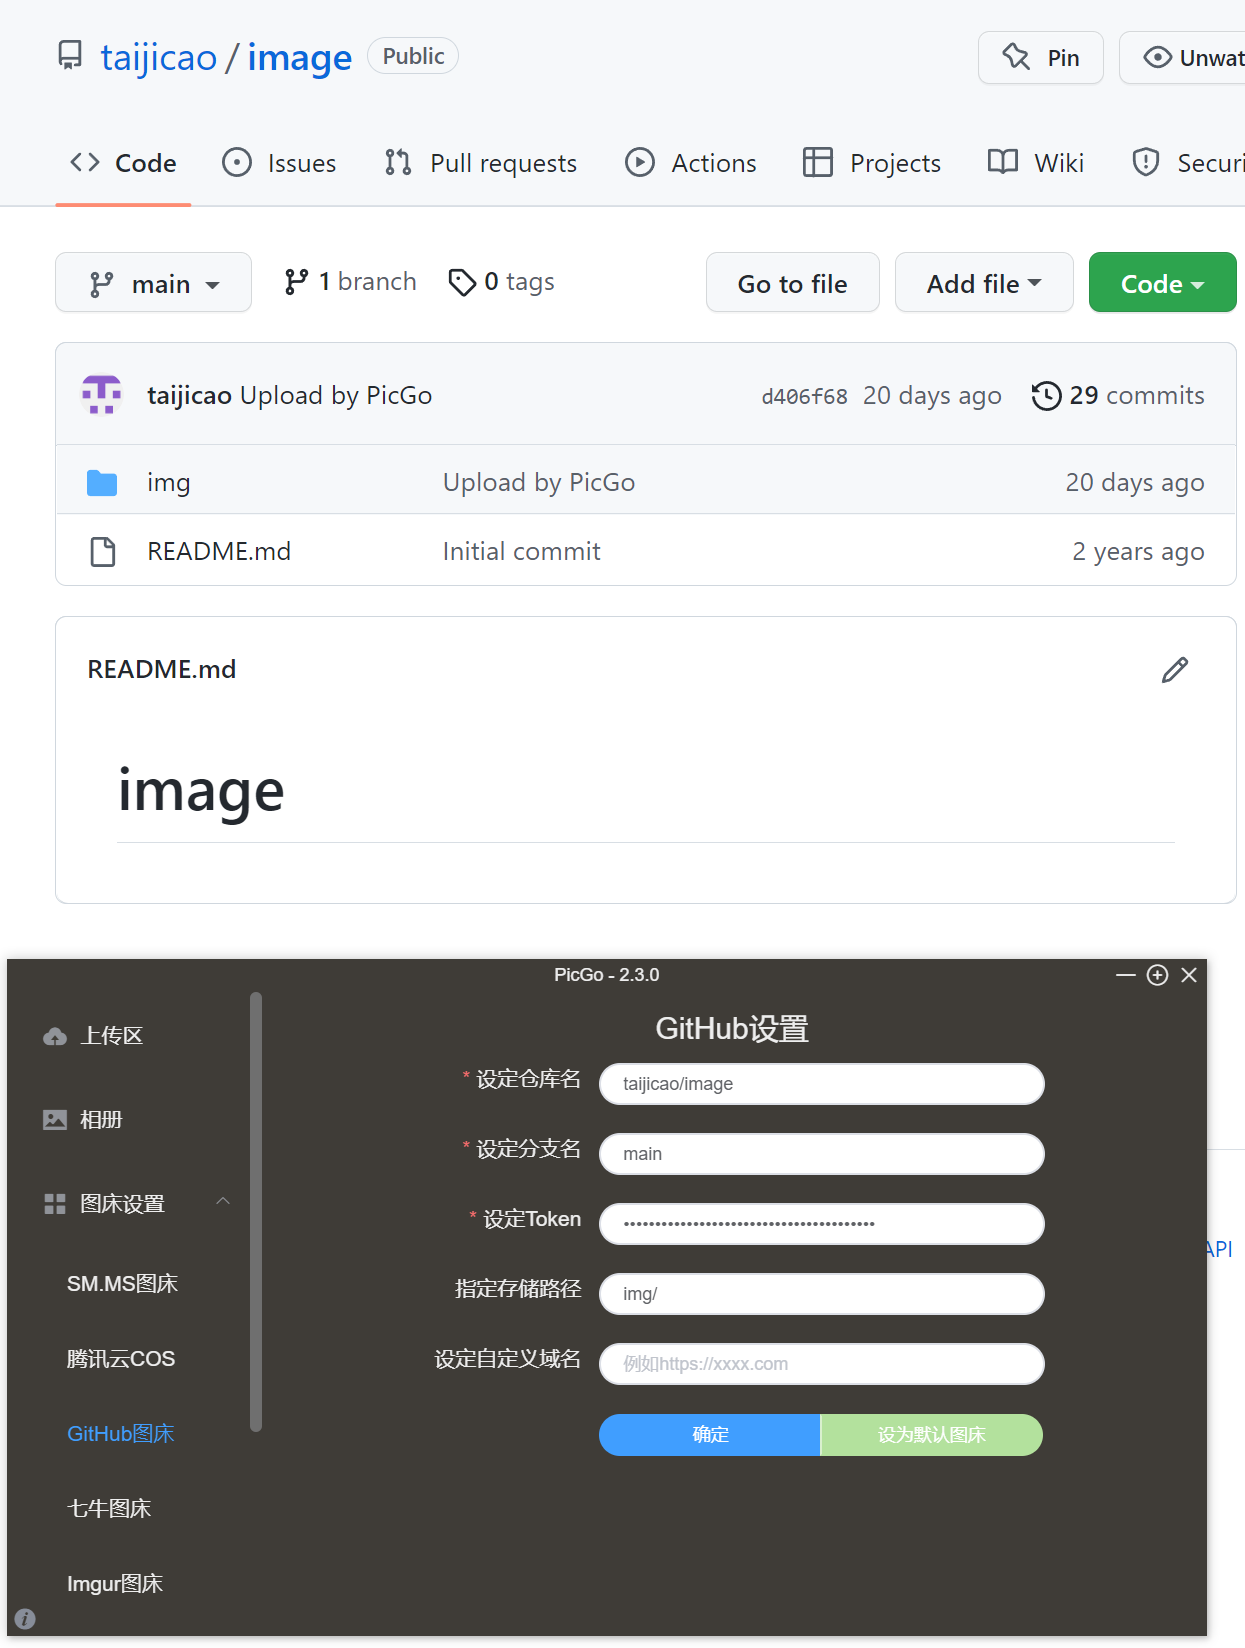 taijicao / image Public Pin Unwat
Code Issues Pull requests Actions Projects Wiki Securi
main 1 branch 0 tags Go to file Add file Code
taijicao Upload by PicGo d406f68 20 days ago 29 commits
img Upload by PicGo 20 days ago
README.md Initial commit 2 years ago
README.md
image
PicGo - 2.3.0
上传区
相册
图床设置
SM.MS图床
腾讯云COS
GitHub图床
七牛图床
Imgur图床
GitHub设置
* 设定仓库名 taijicao/image
* 设定分支名 main
* 设定Token ••••••••••••••••••••••••••••••••••••••••
指定存储路径 img/
设定自定义域名 例如https://xxxx.com
确定 设为默认图床
API